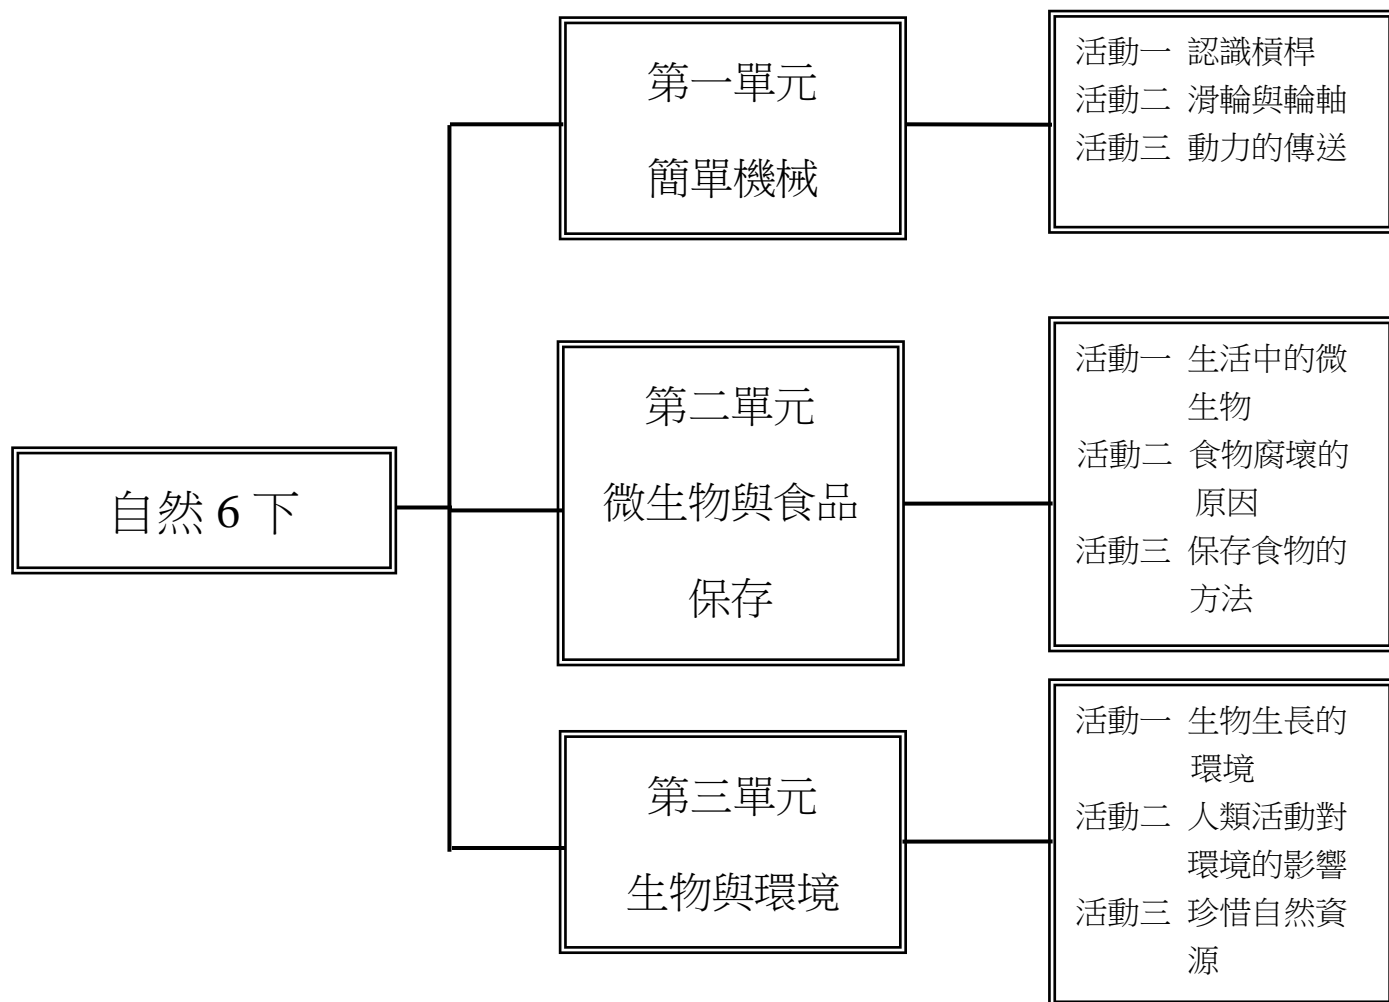 自然 6 下
第一單元
簡單機械
活動一 認識槓桿
活動二 滑輪與輪軸
活動三 動力的傳送
第二單元
微生物與食品
保存
活動一 生活中的微
生物
活動二 食物腐壞的
原因
活動三 保存食物的
方法
第三單元
生物與環境
活動一 生物生長的
環境
活動二 人類活動對
環境的影響
活動三 珍惜自然資
源